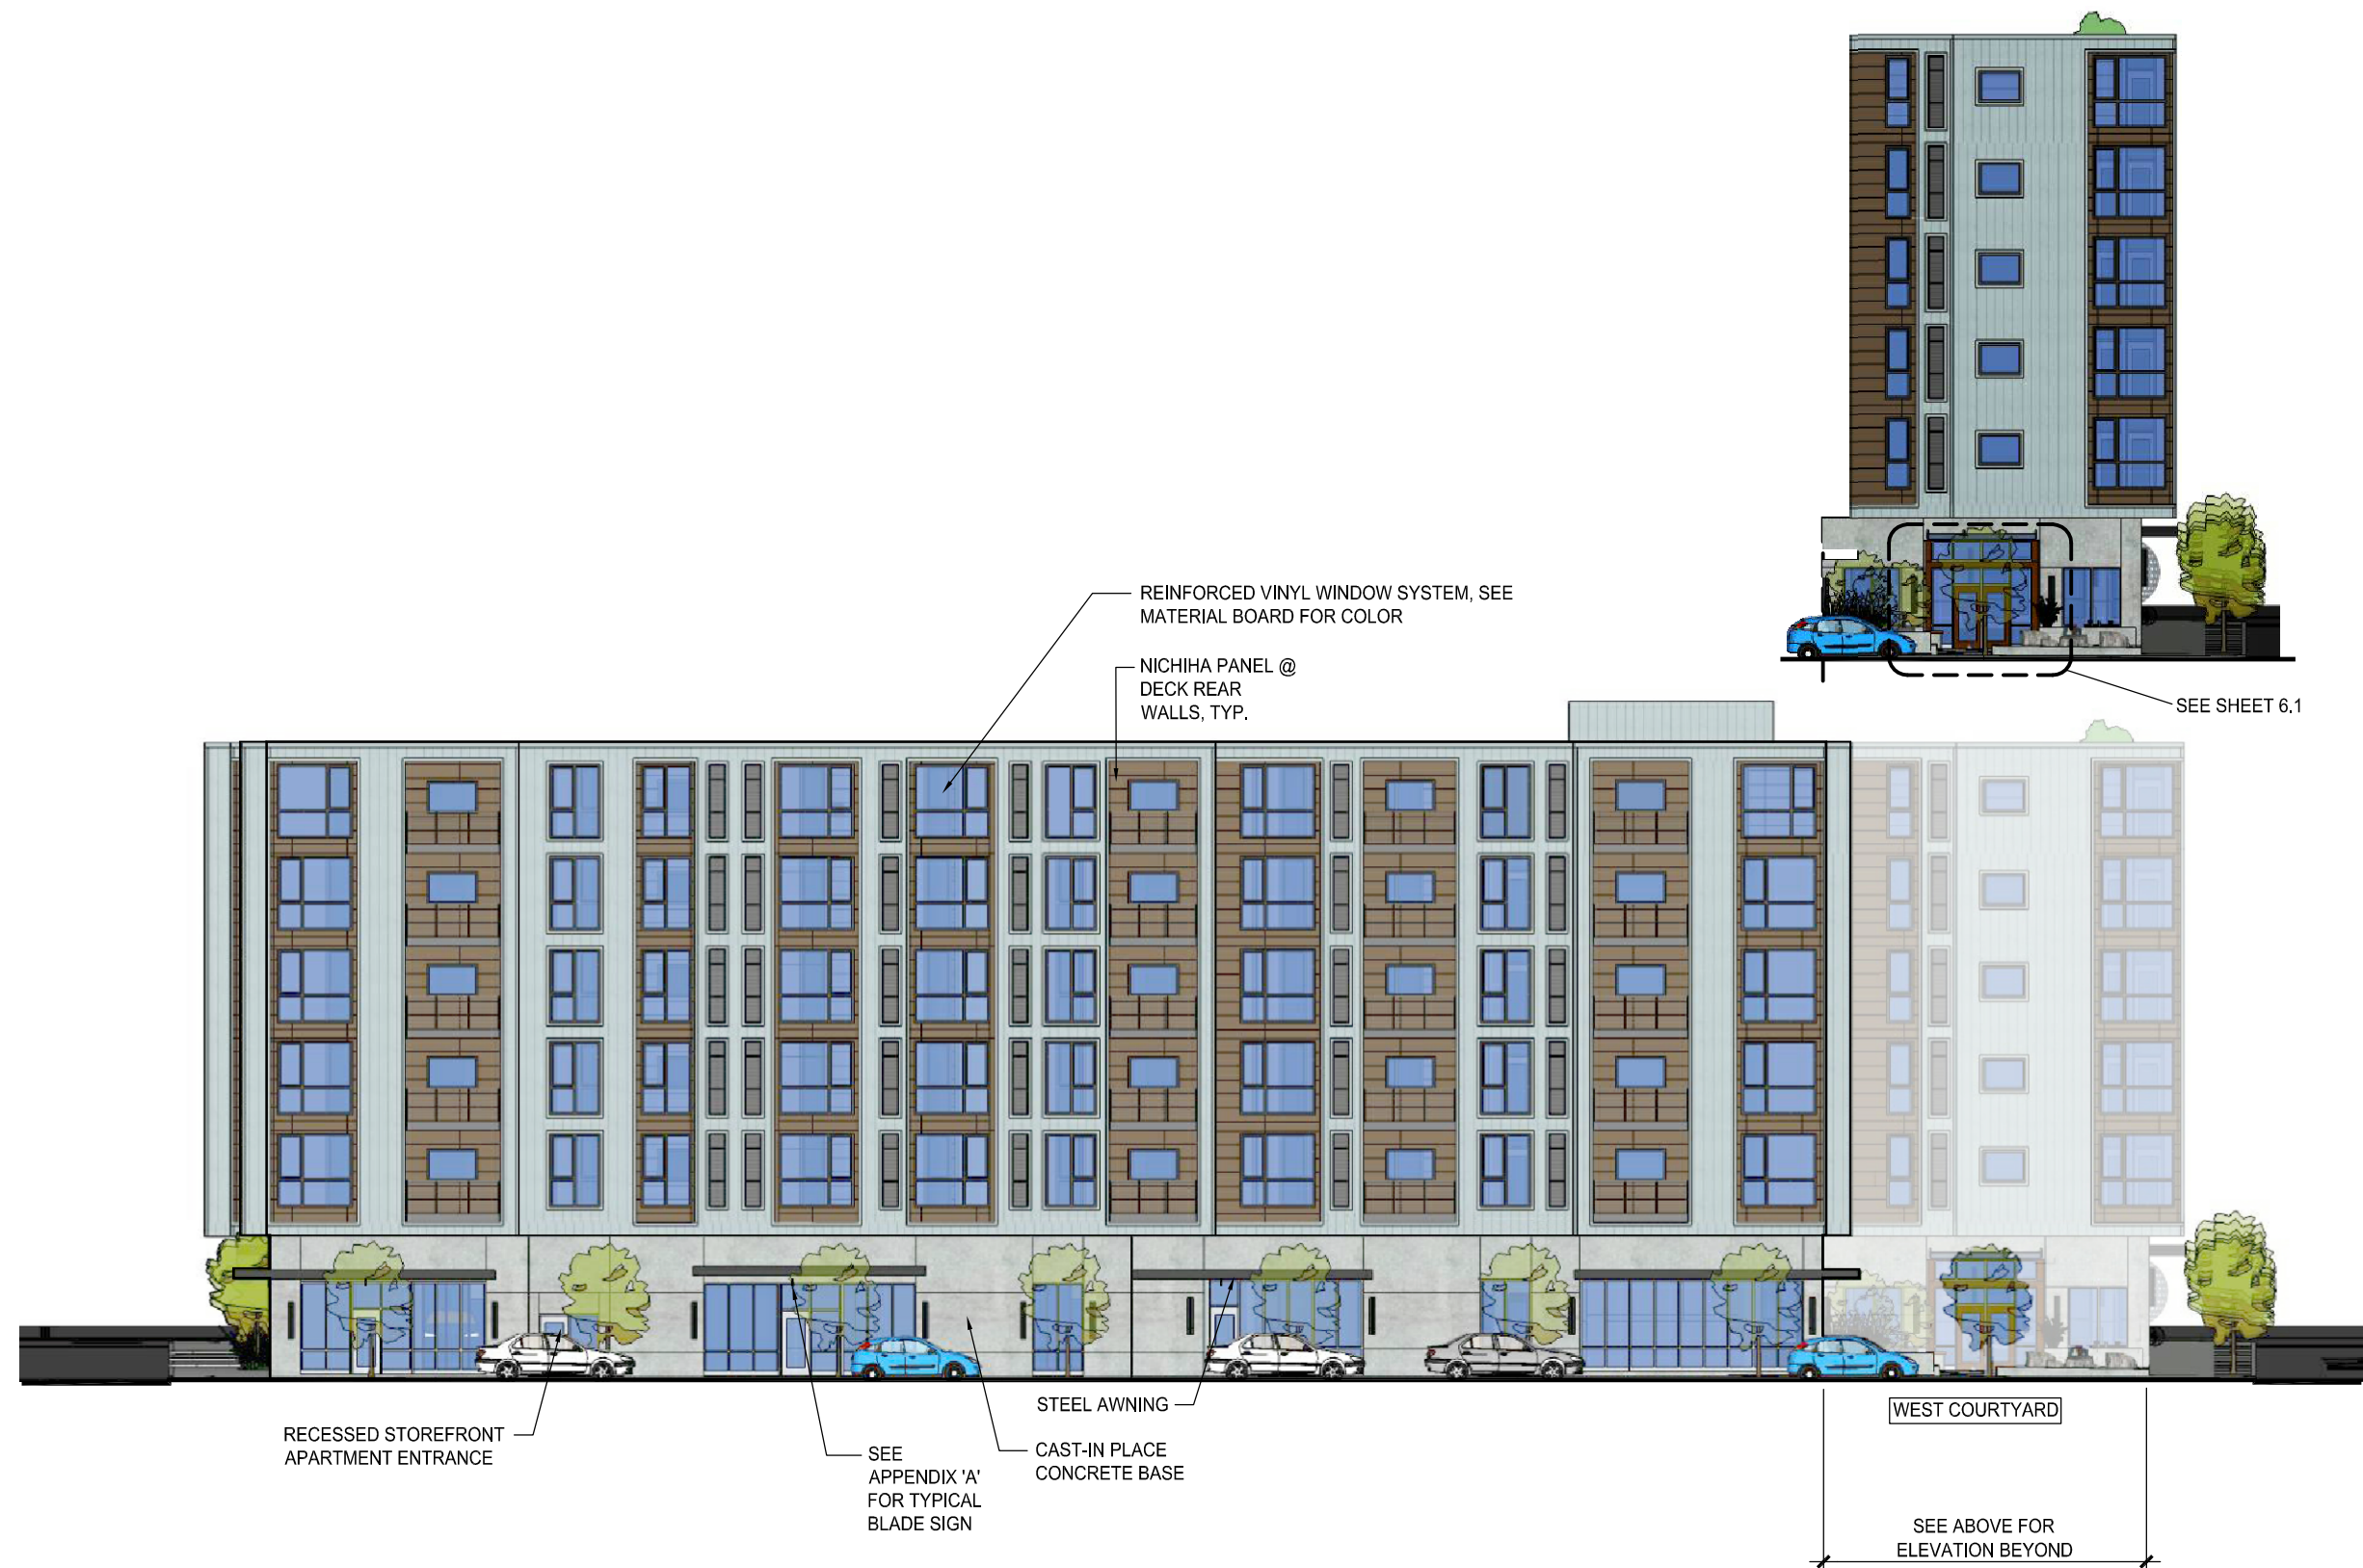 REINFORCED VINYL WINDOW SYSTEM, SEE
MATERIAL BOARD FOR COLOR
NICHIHA PANEL @
DECK REAR
WALLS, TYP.
SEE SHEET 6.1
RECESSED STOREFRONT
APARTMENT ENTRANCE
SEE
APPENDIX 'A'
FOR TYPICAL
BLADE SIGN
STEEL AWNING
CAST-IN PLACE
CONCRETE BASE
WEST COURTYARD
SEE ABOVE FOR
ELEVATION BEYOND